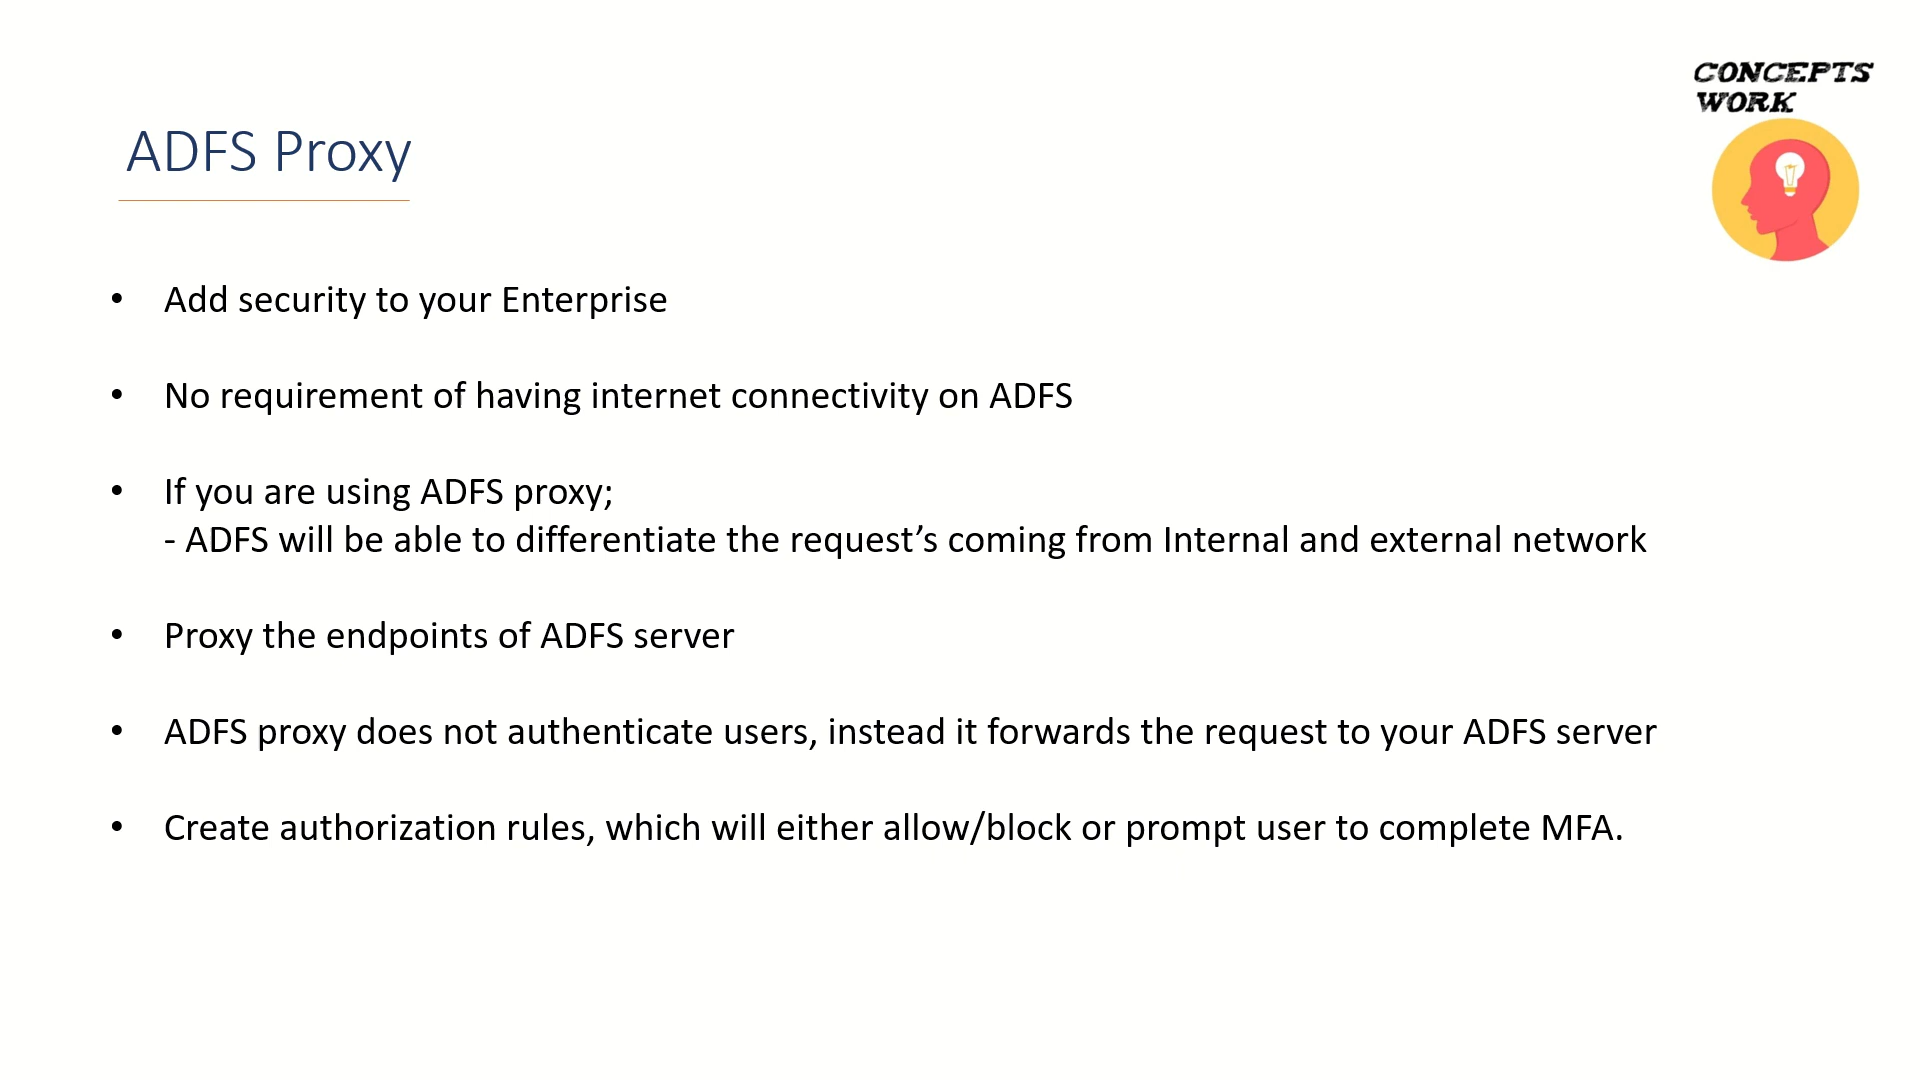 CONCEPTS
WORK
ADFS Proxy
• Add security to your Enterprise
• No requirement of having internet connectivity on ADFS
• If you are using ADFS proxy;
- ADFS will be able to differentiate the request’s coming from Internal and external network
• Proxy the endpoints of ADFS server
• ADFS proxy does not authenticate users, instead it forwards the request to your ADFS server
• Create authorization rules, which will either allow/block or prompt user to complete MFA.